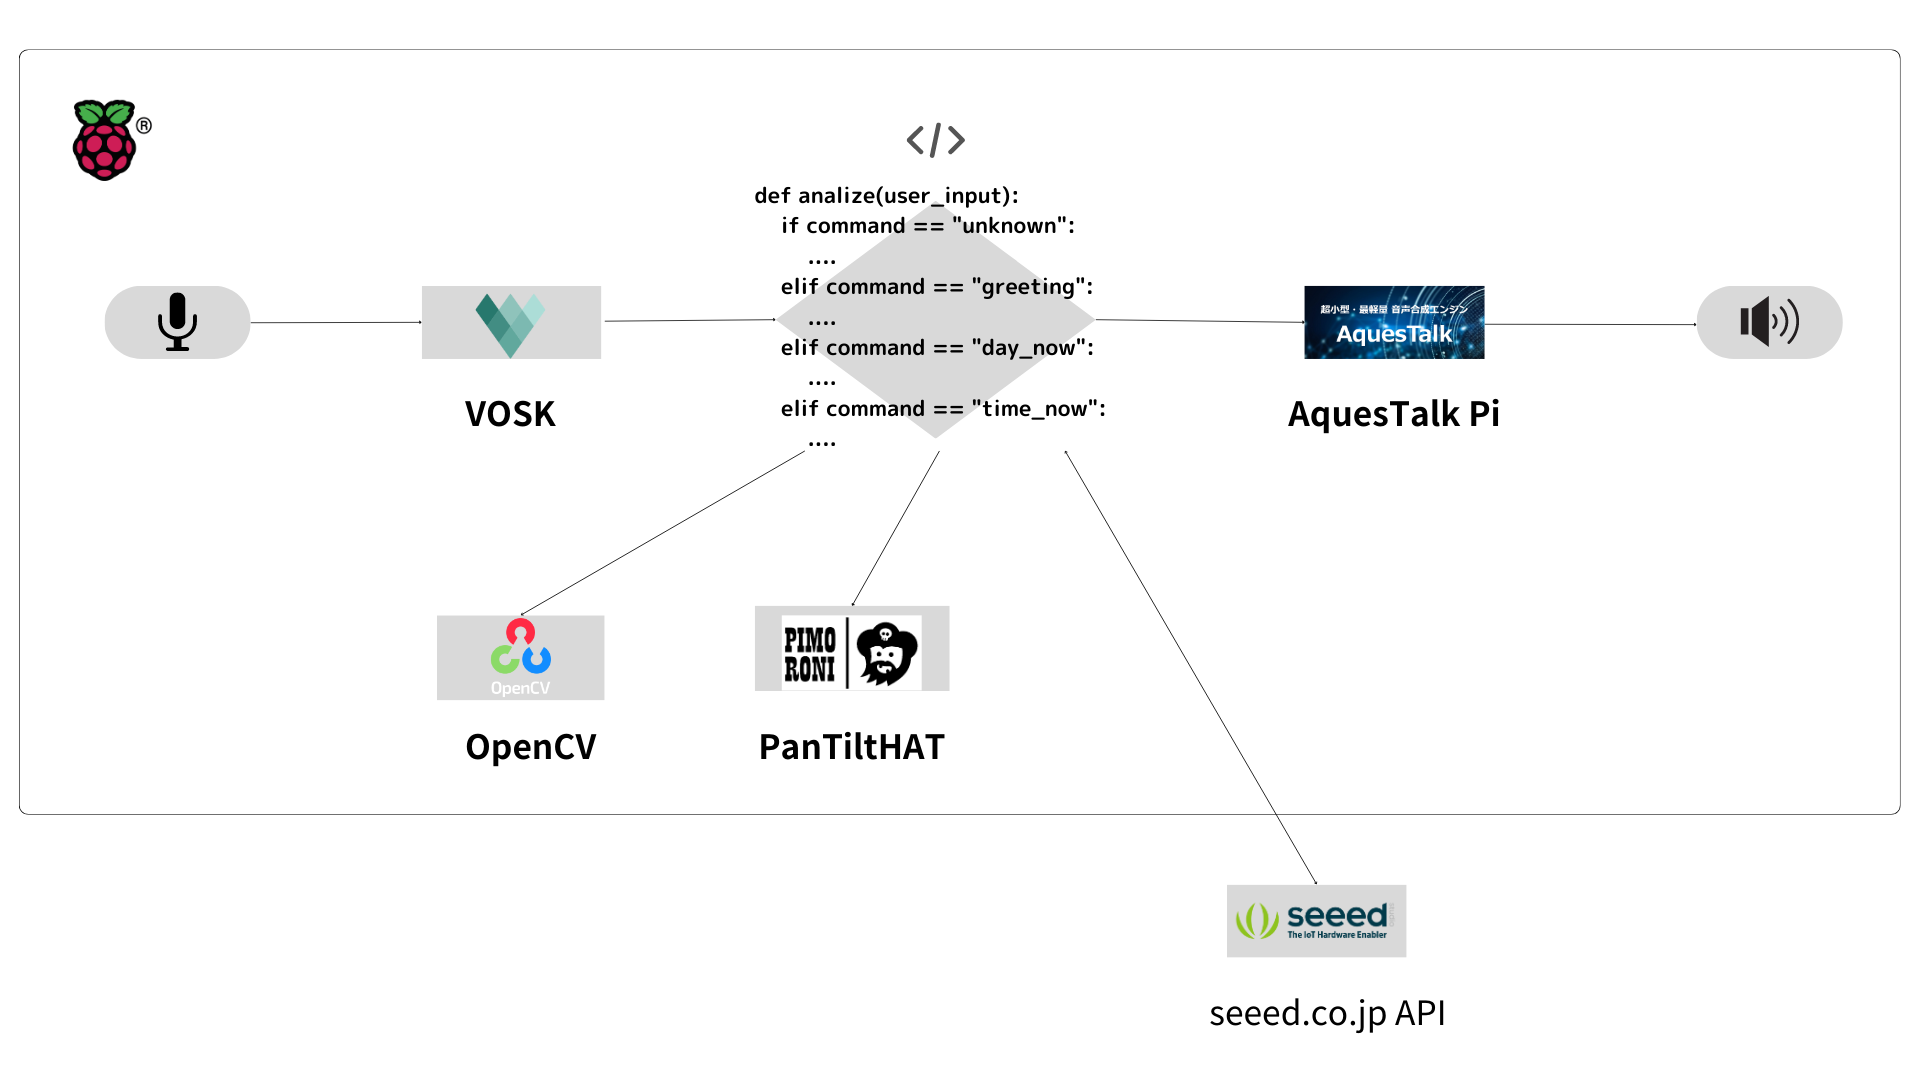 ®
</>
def analize(user_input):
if command == "unknown":
....
elif command == "greeting":
....
elif command == "day_now":
....
elif command == "time_now":
....
超小型・最軽量 音声合成エンジン
AquesTalk
VOSK
AquesTalk Pi
OpenCV
PIMO
RONI
OpenCV
PanTiltHAT
seeed
studio
The IoT Hardware Enabler
seeed.co.jp API